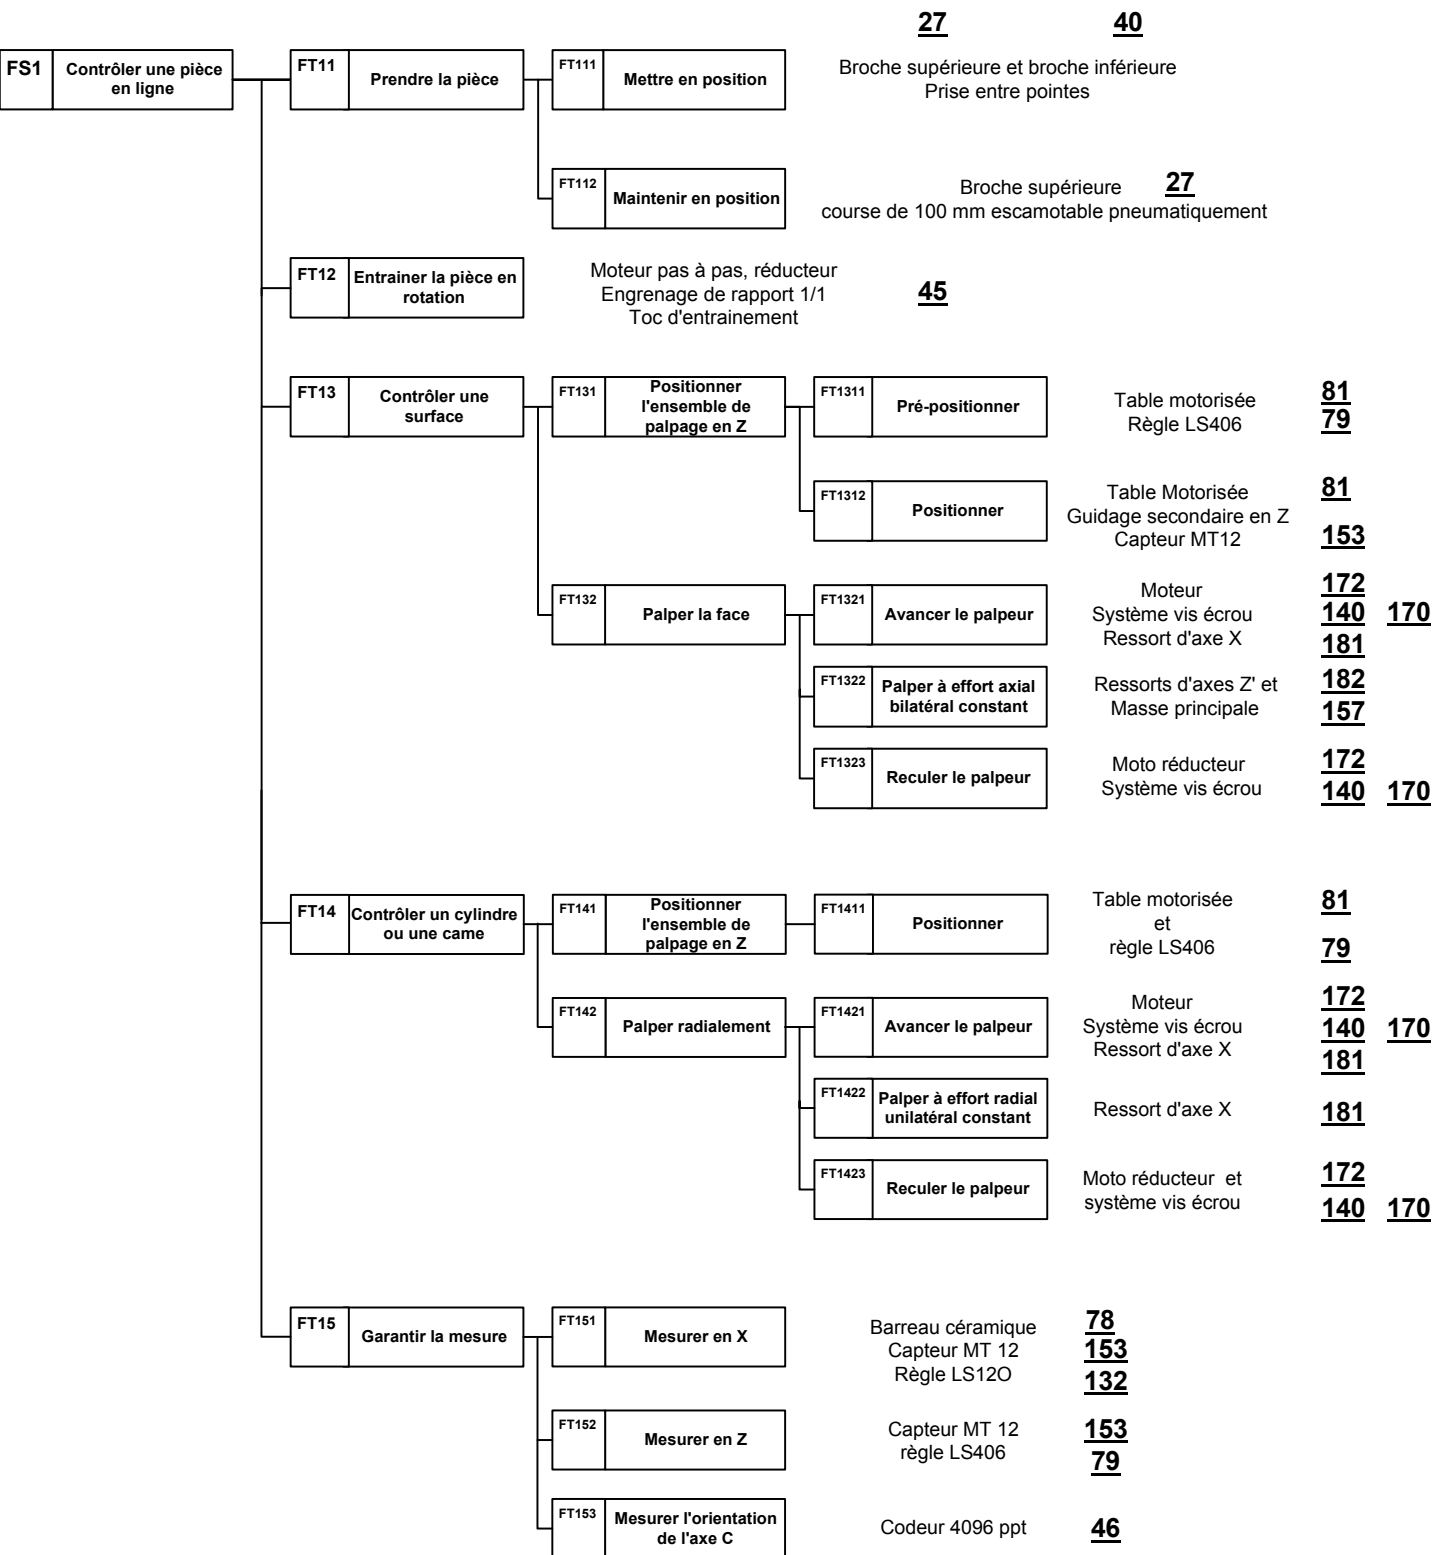 27 40
FS1 Contrôler une pièce
en ligne
FT11 Prendre la pièce
FT111 Mettre en position
Broche supérieure et broche inférieure
Prise entre pointes
FT112 Maintenir en position
Broche supérieure 27
course de 100 mm escamotable pneumatiquement
FT12 Entrainer la pièce en
rotation
Moteur pas à pas, réducteur
Engrenage de rapport 1/1 45
Toc d'entrainement
FT13 Contrôler une
surface
FT131 Positionner
l'ensemble de
palpage en Z
FT1311 Pré-positionner
Table motorisée 81
Règle LS406 79
FT1312 Positionner
Table Motorisée 81
Guidage secondaire en Z
Capteur MT12 153
FT132 Palper la face
FT1321 Avancer le palpeur
Moteur 172
Système vis écrou 140 170
Ressort d'axe X 181
FT1322 Palper à effort axial
bilatéral constant
Ressorts d'axes Z' et 182
Masse principale 157
FT1323 Reculer le palpeur
Moto réducteur 172
Système vis écrou 140 170
FT14 Contrôler un cylindre
ou une came
FT141 Positionner
l'ensemble de
palpage en Z
FT1411 Positionner
Table motorisée 81
et
règle LS406 79
FT142 Palper radialement
FT1421 Avancer le palpeur
Moteur 172
Système vis écrou 140 170
Ressort d'axe X 181
FT1422 Palper à effort radial
unilatéral constant
Ressort d'axe X 181
FT1423 Reculer le palpeur
Moto réducteur et 172
système vis écrou 140 170
FT15 Garantir la mesure
FT151 Mesurer en X
Barreau céramique 78
Capteur MT 12 153
Règle LS12O 132
FT152 Mesurer en Z
Capteur MT 12 153
règle LS406 79
FT153 Mesurer l'orientation
de l'axe C
Codeur 4096 ppt 46